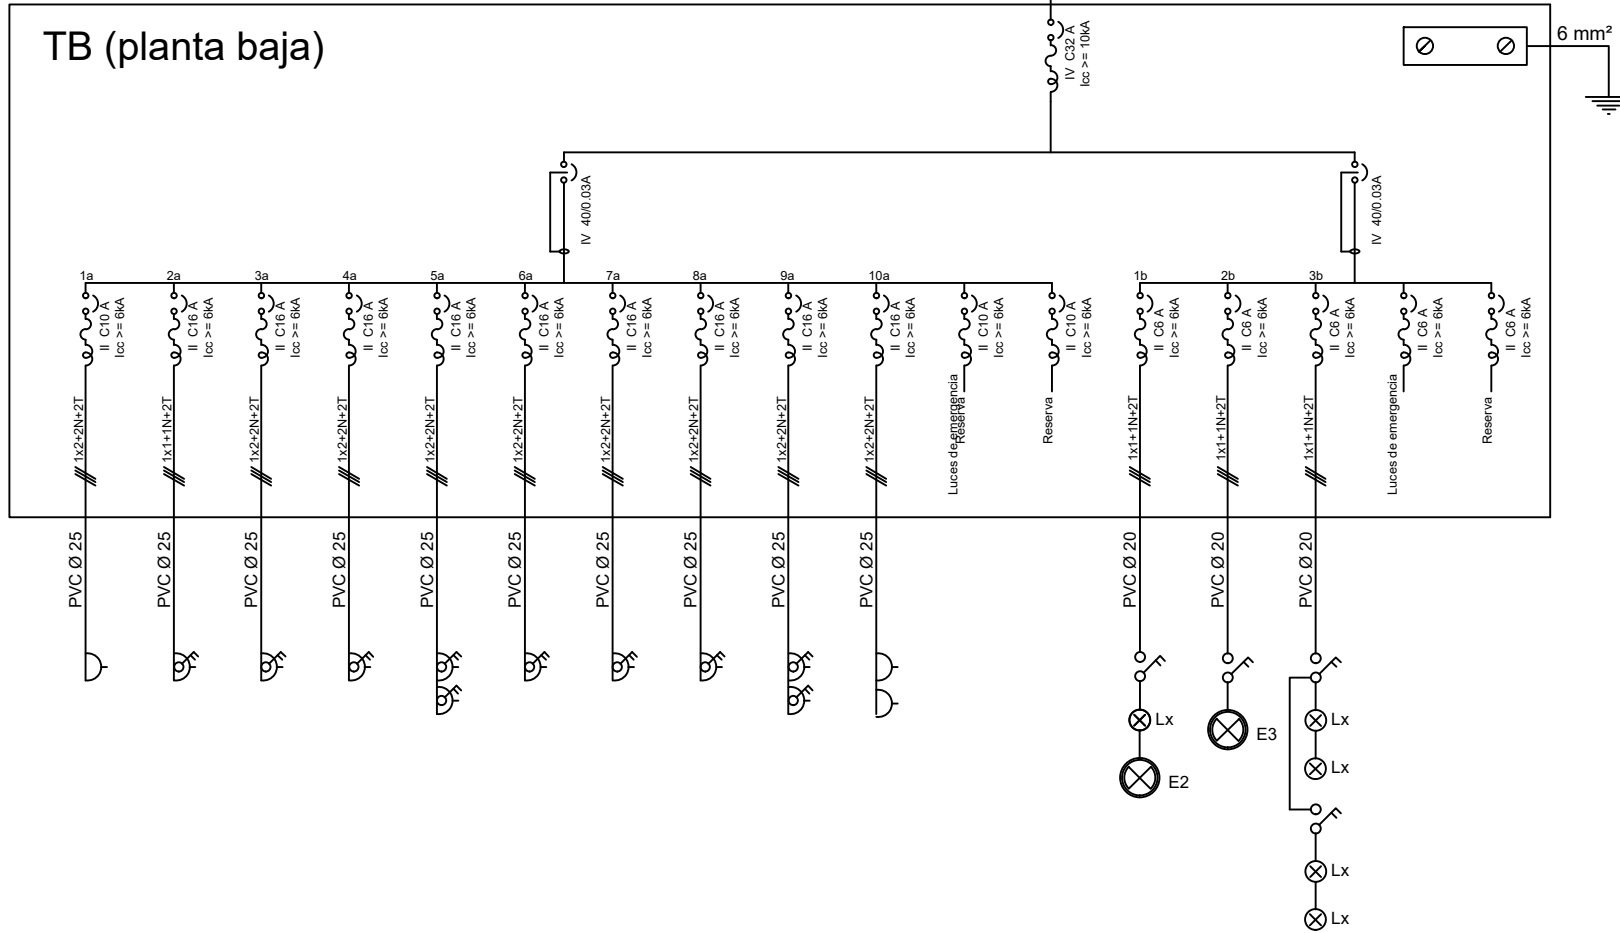 TB (planta baja)
IV C32 A
Icc >= 10kA
6 mm²
IV 40/0.03A
IV 40/0.03A
1a
2a
3a
4a
5a
6a
7a
8a
9a
10a
1b
2b
3b
II C10 A
Icc >= 6kA
II C16 A
Icc >= 6kA
II C16 A
Icc >= 6kA
II C16 A
Icc >= 6kA
II C16 A
Icc >= 6kA
II C16 A
Icc >= 6kA
II C16 A
Icc >= 6kA
II C16 A
Icc >= 6kA
II C16 A
Icc >= 6kA
II C16 A
Icc >= 6kA
II C10 A
Icc >= 6kA
II C10 A
Icc >= 6kA
II C6 A
Icc >= 6kA
II C6 A
Icc >= 6kA
II C6 A
Icc >= 6kA
II C6 A
Icc >= 6kA
II C6 A
Icc >= 6kA
1x2+2N+2T
1x1+1N+2T
1x2+2N+2T
1x2+2N+2T
1x2+2N+2T
1x2+2N+2T
1x2+2N+2T
1x2+2N+2T
1x2+2N+2T
1x2+2N+2T
Luces de emergencia
Reserva
Reserva
1x1+1N+2T
1x1+1N+2T
1x1+1N+2T
Luces de emergencia
Reserva
PVC Ø 25
PVC Ø 25
PVC Ø 25
PVC Ø 25
PVC Ø 25
PVC Ø 25
PVC Ø 25
PVC Ø 25
PVC Ø 25
PVC Ø 25
PVC Ø 20
PVC Ø 20
PVC Ø 20
Lx
E2
E3
Lx
Lx
Lx
Lx